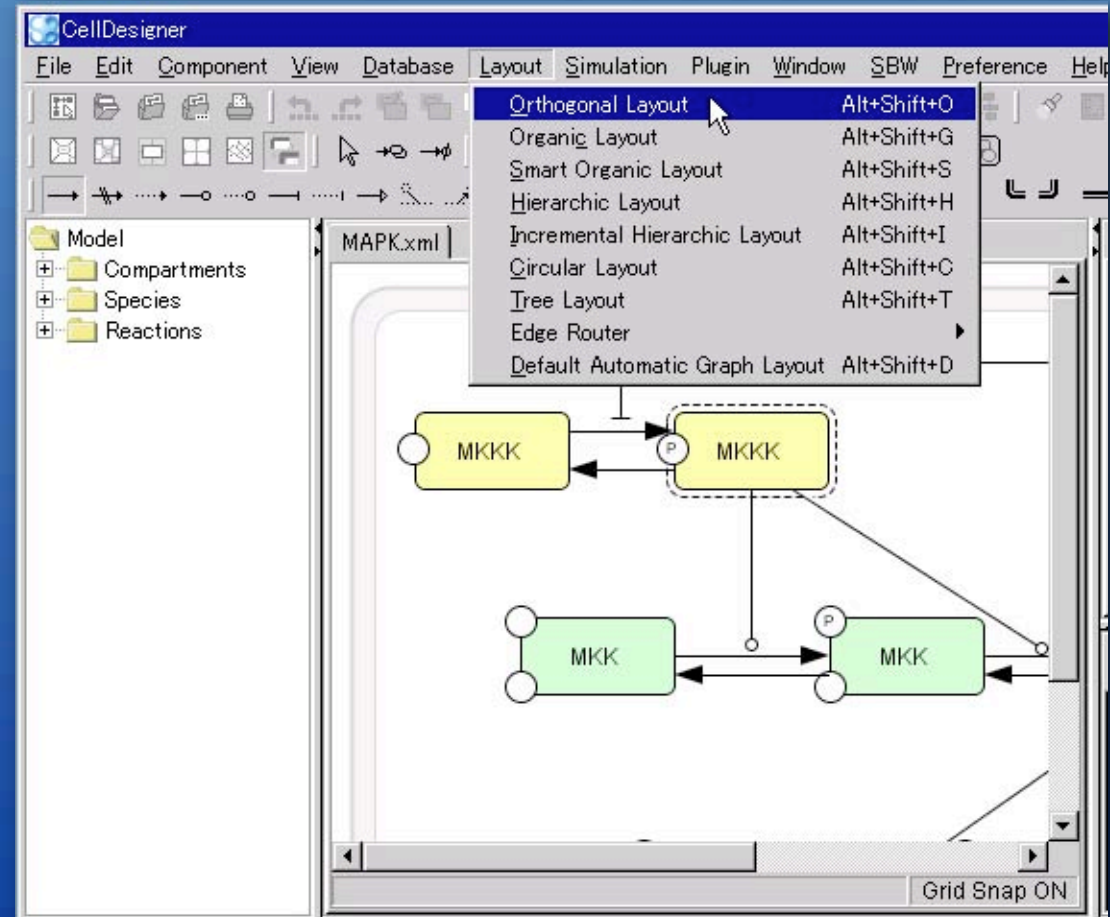 CellDesigner
File Edit Component View Database Layout Simulation Plugin Window SBW Preference Help
Orthogonal Layout Alt+Shift+O
Organic Layout Alt+Shift+G
Smart Organic Layout Alt+Shift+S
Hierarchic Layout Alt+Shift+H
Incremental Hierarchic Layout Alt+Shift+I
Circular Layout Alt+Shift+C
Tree Layout Alt+Shift+T
Edge Router
Default Automatic Graph Layout Alt+Shift+D
Model
Compartments
Species
Reactions
MAPK.xml
MKKK
P
MKKK
MKK
P
MKK
Grid Snap ON